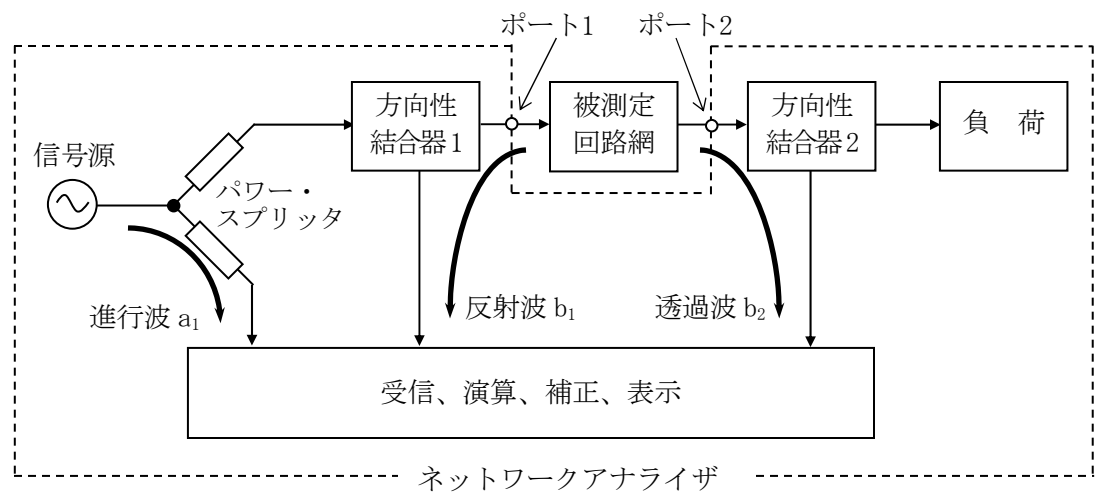 ポート1
ポート2
方向性
結合器1
被測定
回路網
方向性
結合器2
負　荷
信号源
パワー・
スプリッタ
進行波 a₁
反射波 b₁
透過波 b₂
受信、演算、補正、表示
ネットワークアナライザ